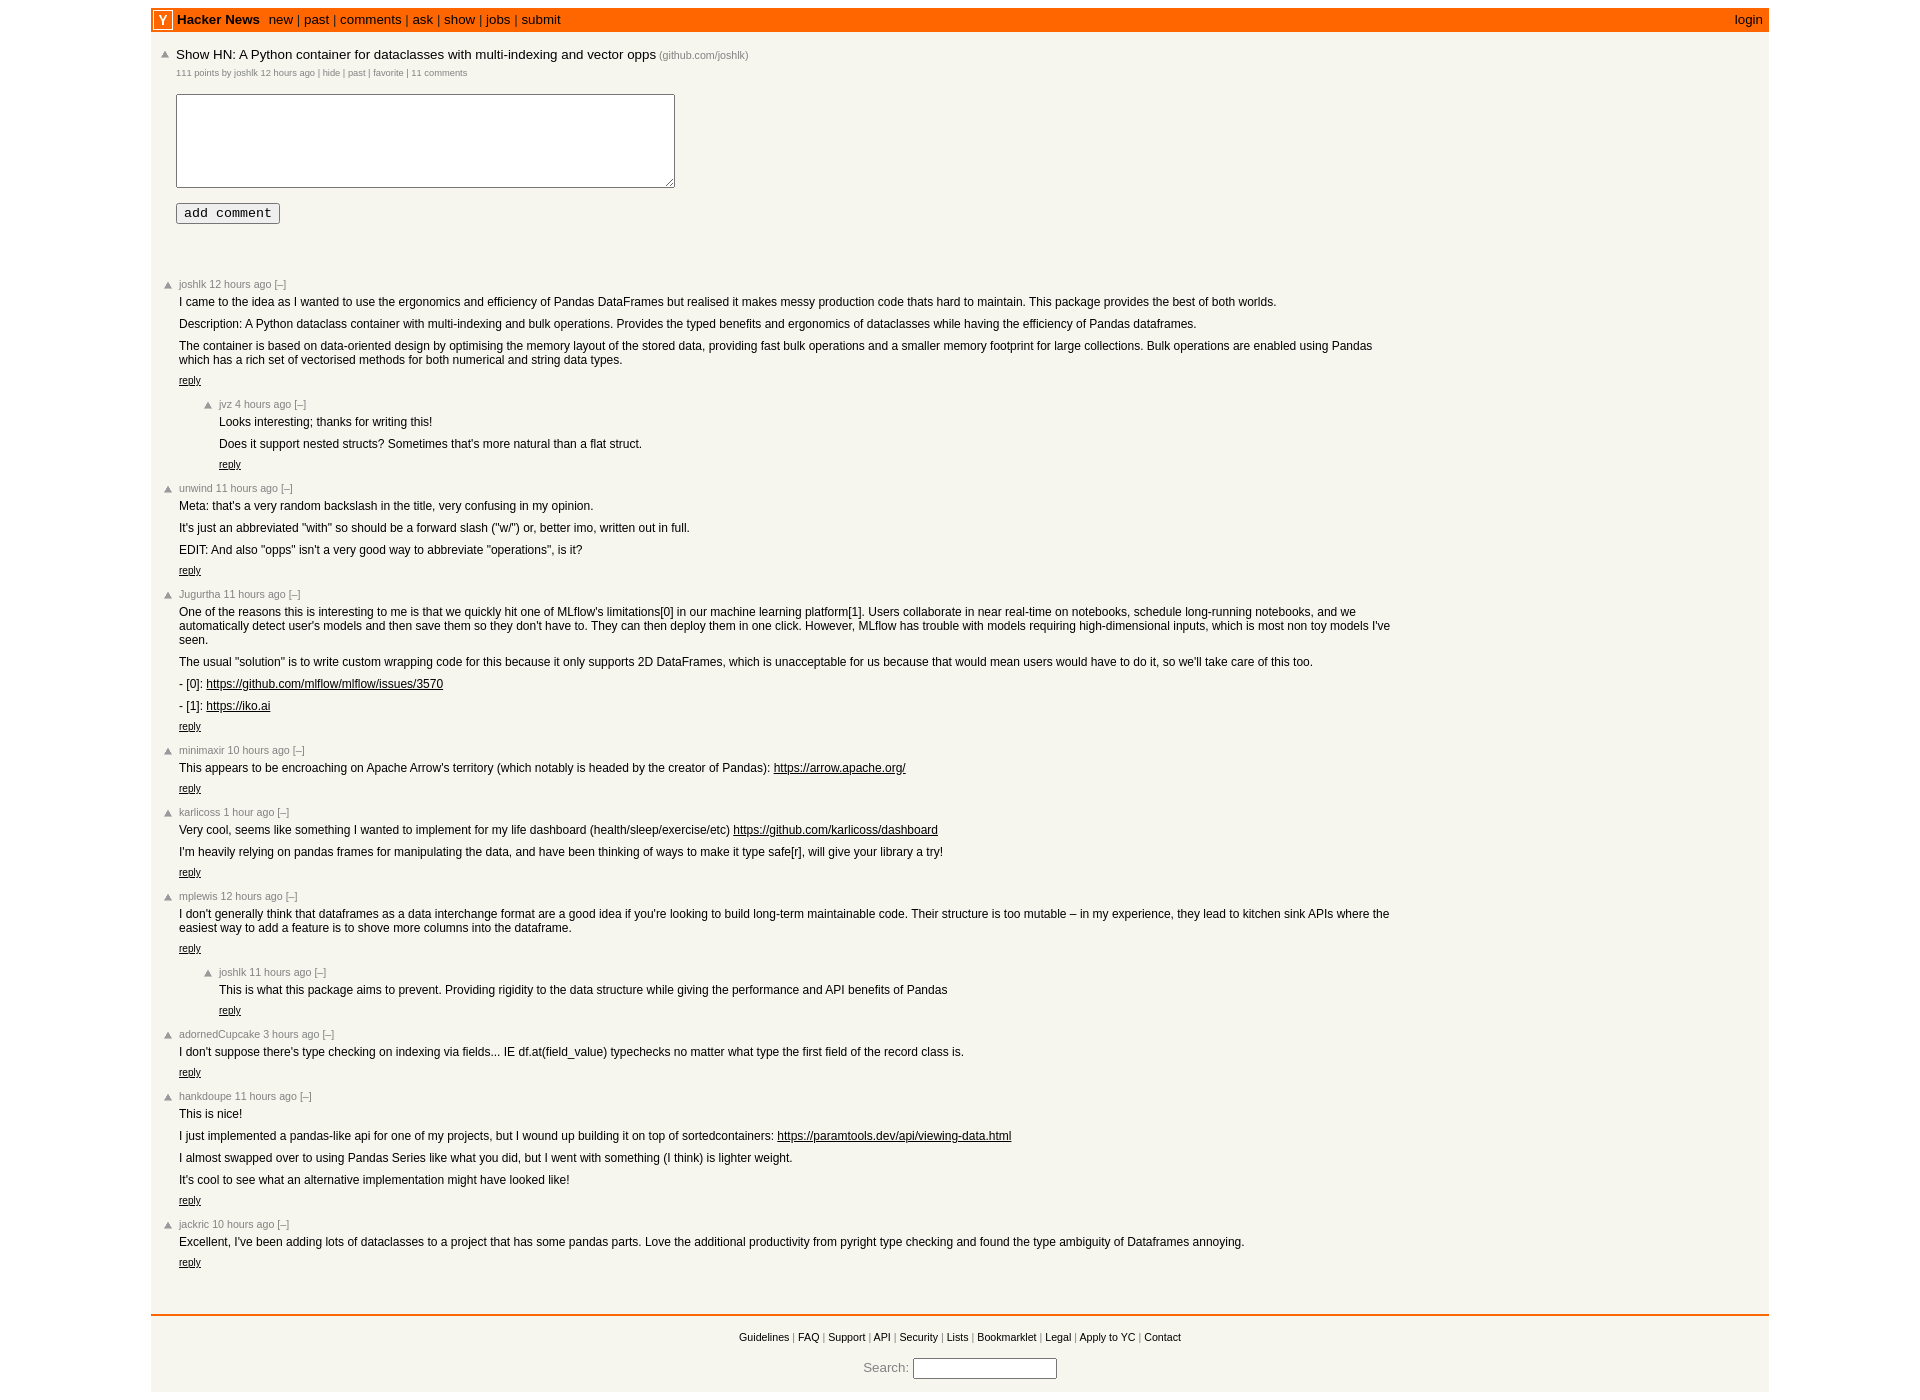 Y Hacker News new | past | comments | ask | show | jobs | submit login
Show HN: A Python container for dataclasses with multi-indexing and vector opps (github.com/joshlk)
111 points by joshlk 12 hours ago | hide | past | favorite | 11 comments
add comment
joshlk 12 hours ago [–]
I came to the idea as I wanted to use the ergonomics and efficiency of Pandas DataFrames but realised it makes messy production code thats hard to maintain. This package provides the best of both worlds.
Description: A Python dataclass container with multi-indexing and bulk operations. Provides the typed benefits and ergonomics of dataclasses while having the efficiency of Pandas dataframes.
The container is based on data-oriented design by optimising the memory layout of the stored data, providing fast bulk operations and a smaller memory footprint for large collections. Bulk operations are enabled using Pandas
which has a rich set of vectorised methods for both numerical and string data types.
reply
jvz 4 hours ago [–]
Looks interesting; thanks for writing this!
Does it support nested structs? Sometimes that's more natural than a flat struct.
reply
unwind 11 hours ago [–]
Meta: that's a very random backslash in the title, very confusing in my opinion.
It's just an abbreviated "with" so should be a forward slash ("w/") or, better imo, written out in full.
EDIT: And also "opps" isn't a very good way to abbreviate "operations", is it?
reply
Jugurtha 11 hours ago [–]
One of the reasons this is interesting to me is that we quickly hit one of MLflow's limitations[0] in our machine learning platform[1]. Users collaborate in near real-time on notebooks, schedule long-running notebooks, and we
automatically detect user's models and then save them so they don't have to. They can then deploy them in one click. However, MLflow has trouble with models requiring high-dimensional inputs, which is most non toy models I've
seen.
The usual "solution" is to write custom wrapping code for this because it only supports 2D DataFrames, which is unacceptable for us because that would mean users would have to do it, so we'll take care of this too.
- [0]: https://github.com/mlflow/mlflow/issues/3570
- [1]: https://iko.ai
reply
minimaxir 10 hours ago [–]
This appears to be encroaching on Apache Arrow's territory (which notably is headed by the creator of Pandas): https://arrow.apache.org/
reply
karlicoss 1 hour ago [–]
Very cool, seems like something I wanted to implement for my life dashboard (health/sleep/exercise/etc) https://github.com/karlicoss/dashboard
I'm heavily relying on pandas frames for manipulating the data, and have been thinking of ways to make it type safe[r], will give your library a try!
reply
mplewis 12 hours ago [–]
I don't generally think that dataframes as a data interchange format are a good idea if you're looking to build long-term maintainable code. Their structure is too mutable – in my experience, they lead to kitchen sink APIs where the
easiest way to add a feature is to shove more columns into the dataframe.
reply
joshlk 11 hours ago [–]
This is what this package aims to prevent. Providing rigidity to the data structure while giving the performance and API benefits of Pandas
reply
adornedCupcake 3 hours ago [–]
I don't suppose there's type checking on indexing via fields... IE df.at(field_value) typechecks no matter what type the first field of the record class is.
reply
hankdoupe 11 hours ago [–]
This is nice!
I just implemented a pandas-like api for one of my projects, but I wound up building it on top of sortedcontainers: https://paramtools.dev/api/viewing-data.html
I almost swapped over to using Pandas Series like what you did, but I went with something (I think) is lighter weight.
It's cool to see what an alternative implementation might have looked like!
reply
jackric 10 hours ago [–]
Excellent, I've been adding lots of dataclasses to a project that has some pandas parts. Love the additional productivity from pyright type checking and found the type ambiguity of Dataframes annoying.
reply
Guidelines | FAQ | Support | API | Security | Lists | Bookmarklet | Legal | Apply to YC | Contact
Search: